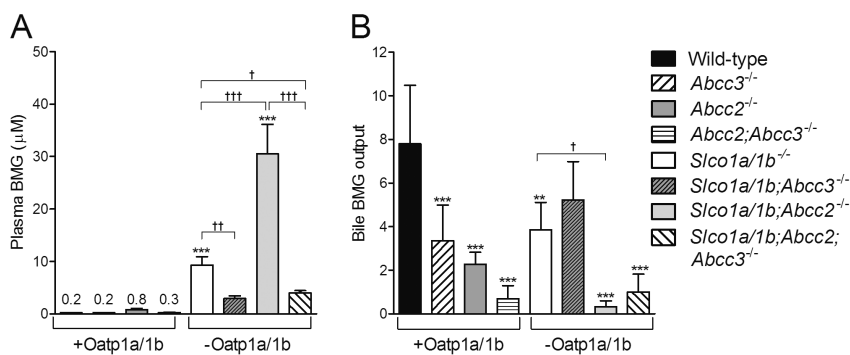 A
Plasma BMG (μM)
50
40
30
20
10
0
0.2 0.2 0.8 0.3
***
††
†††
***
†††
†
+Oatp1a/1b
-Oatp1a/1b
B
Bile BMG output
12
10
8
6
4
2
0
***
***
***
**
†
***
***
+Oatp1a/1b
-Oatp1a/1b
Wild-type
Abcc3-/-
Abcc2-/-
Abcc2;Abcc3-/-
Slco1a/1b-/-
Slco1a/1b;Abcc3-/-
Slco1a/1b;Abcc2-/-
Slco1a/1b;Abcc2;
Abcc3-/-